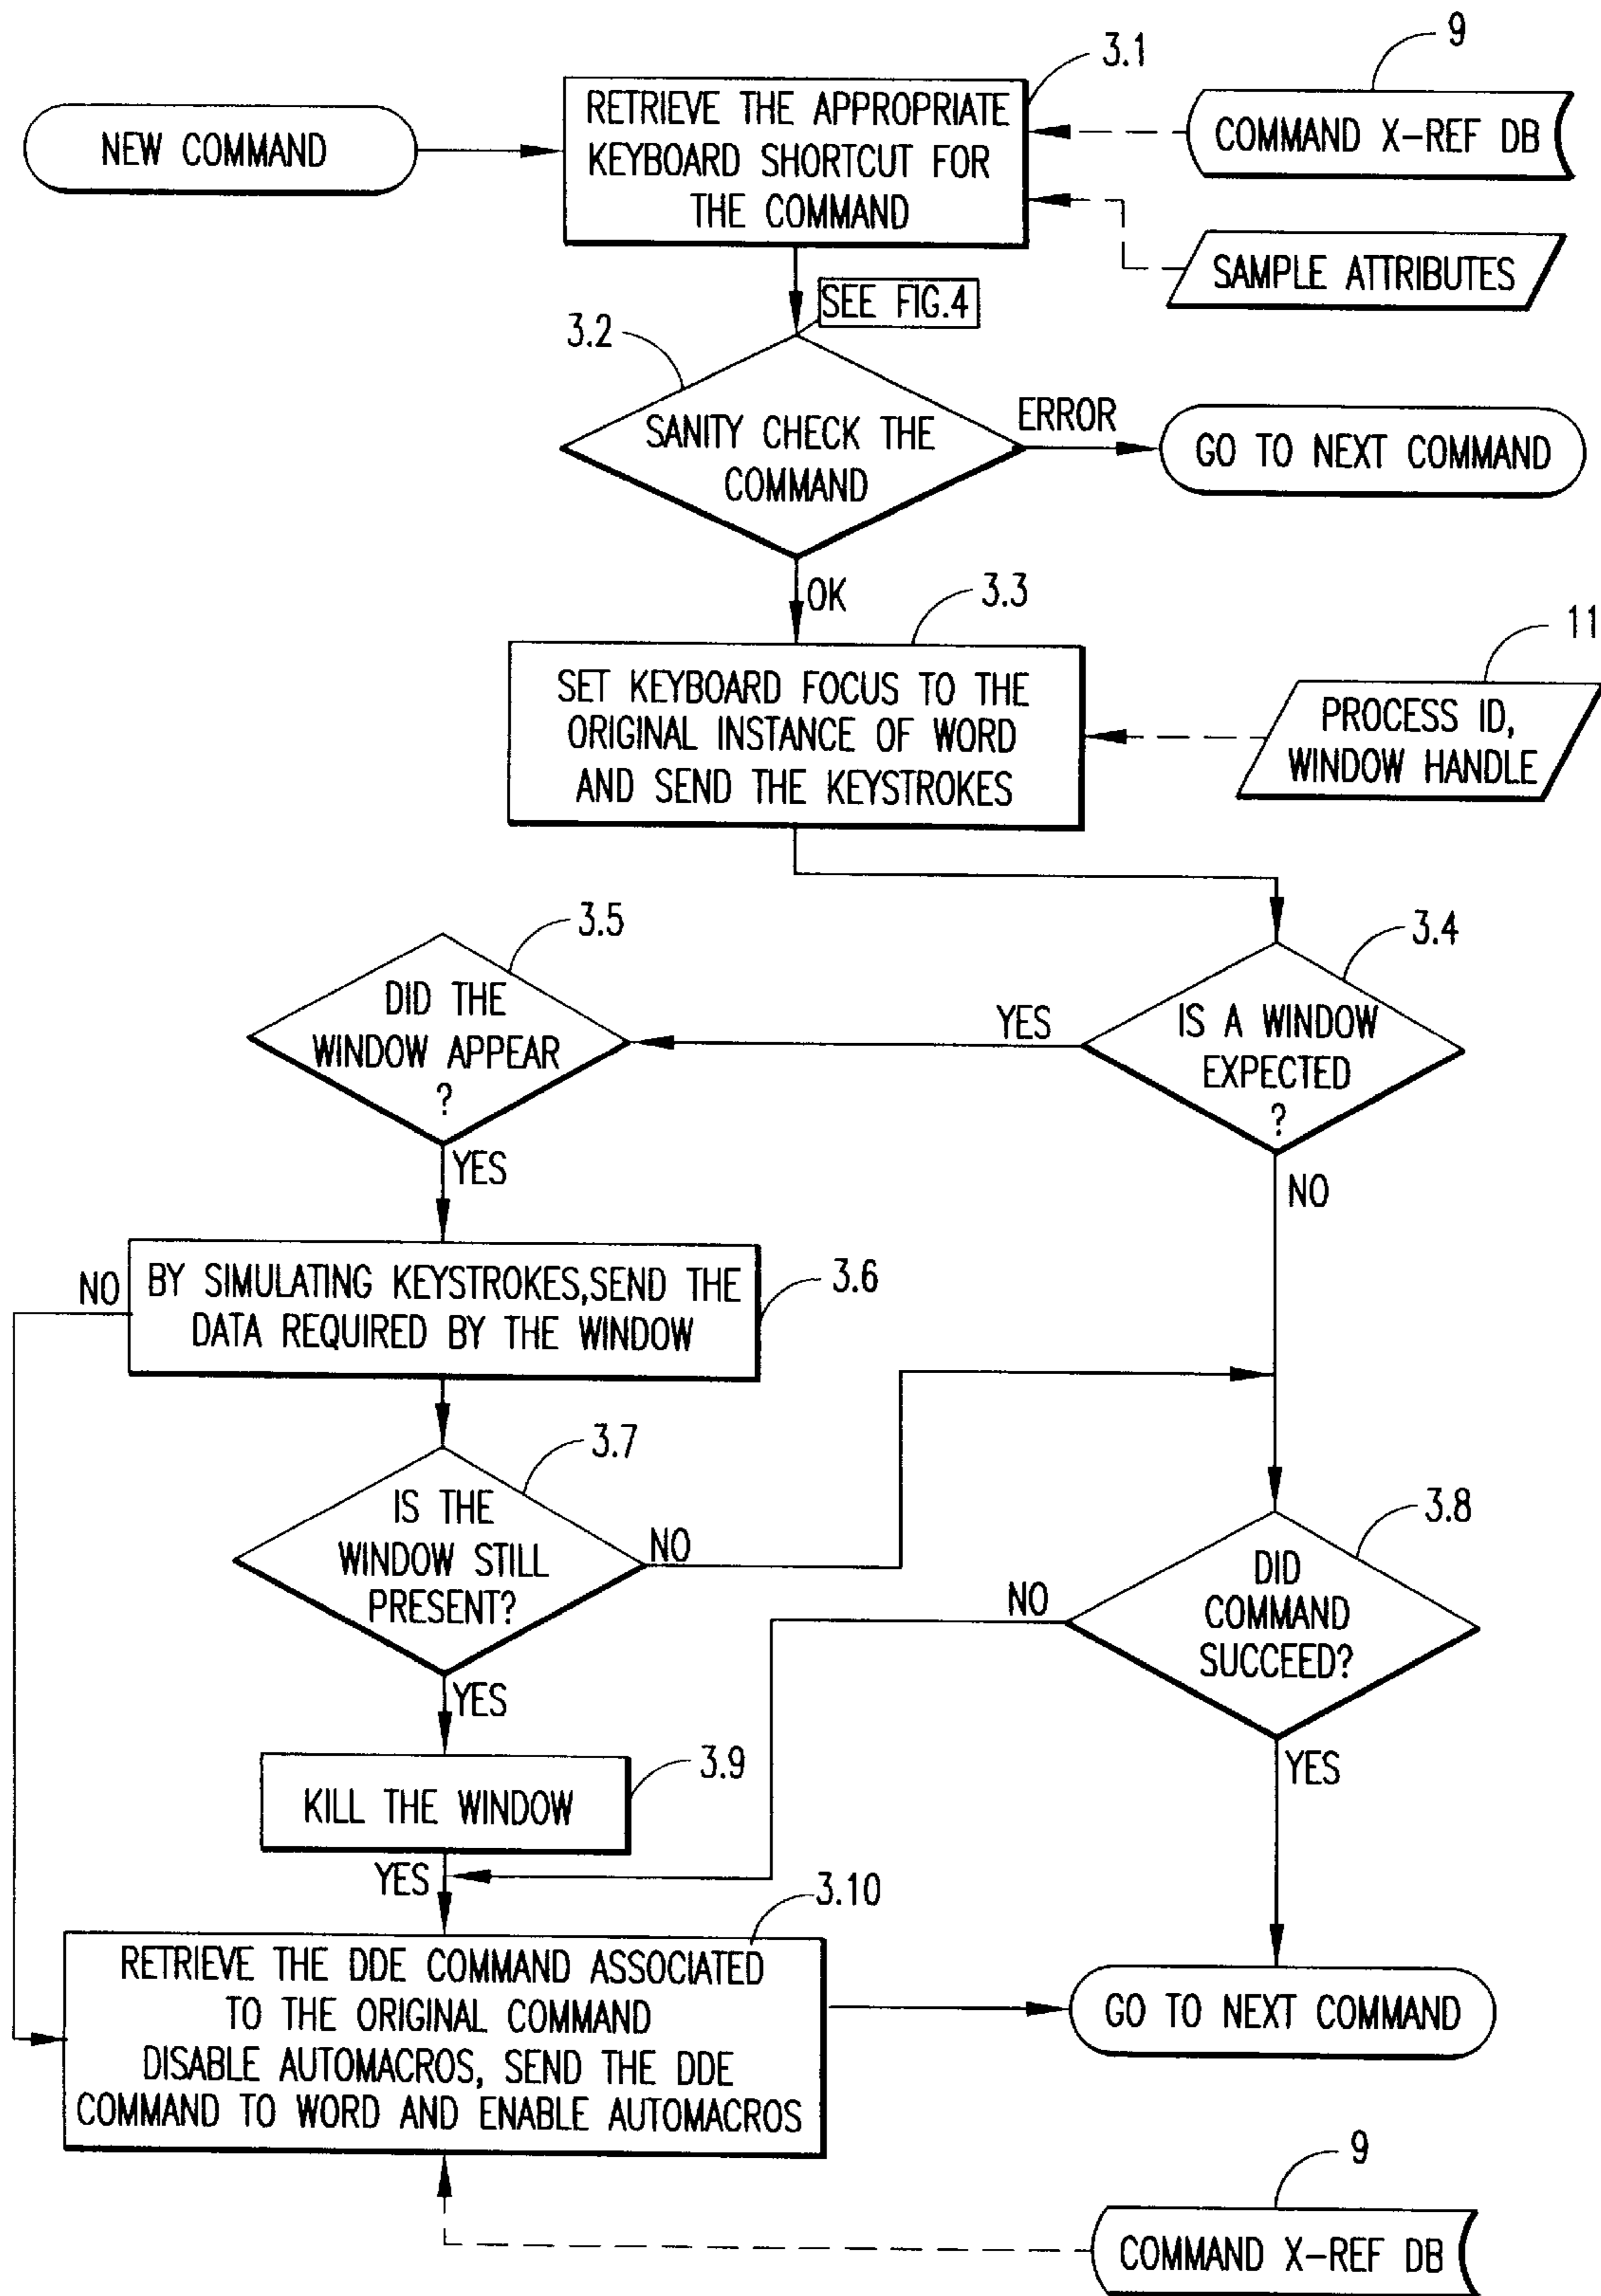 3.1
9
NEW COMMAND
RETRIEVE THE APPROPRIATE
KEYBOARD SHORTCUT FOR
THE COMMAND
COMMAND X-REF DB
SAMPLE ATTRIBUTES
SEE FIG.4
3.2
SANITY CHECK THE
COMMAND
ERROR
GO TO NEXT COMMAND
OK
3.3
11
SET KEYBOARD FOCUS TO THE
ORIGINAL INSTANCE OF WORD
AND SEND THE KEYSTROKES
PROCESS ID,
WINDOW HANDLE
3.5
3.4
DID THE
WINDOW APPEAR
?
YES
IS A WINDOW
EXPECTED
?
YES
NO
NO
BY SIMULATING KEYSTROKES,SEND THE
DATA REQUIRED BY THE WINDOW
3.6
3.7
IS THE
WINDOW STILL
PRESENT?
NO
3.8
DID
COMMAND
SUCCEED?
NO
YES
YES
KILL THE WINDOW
3.9
YES
3.10
RETRIEVE THE DDE COMMAND ASSOCIATED
TO THE ORIGINAL COMMAND
DISABLE AUTOMACROS, SEND THE DDE
COMMAND TO WORD AND ENABLE AUTOMACROS
GO TO NEXT COMMAND
9
COMMAND X-REF DB